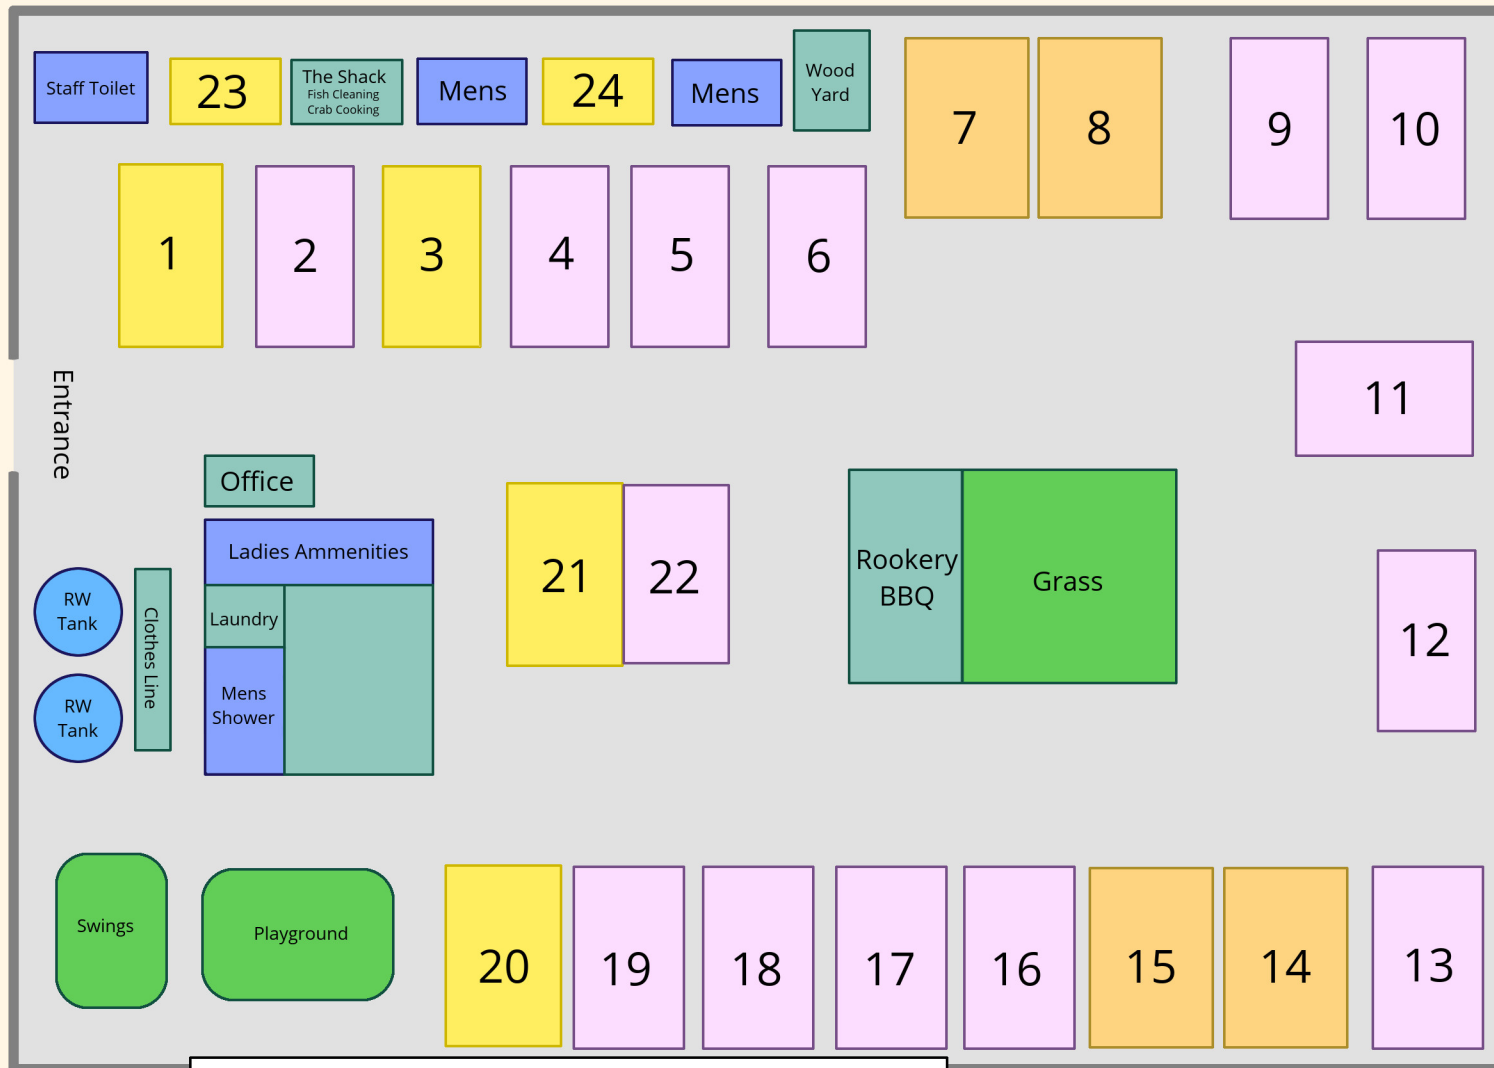 Staff Toilet
23
The Shack
Fish Cleaning
Crab Cooking
Mens
24
Mens
Wood
Yard
7
8
9
10
1
2
3
4
5
6
Entrance
11
Office
Ladies Ammenities
Laundry
Mens
Shower
RW
Tank
RW
Tank
Clothes Line
21
22
Rookery
BBQ
Grass
12
Swings
Playground
20
19
18
17
16
15
14
13